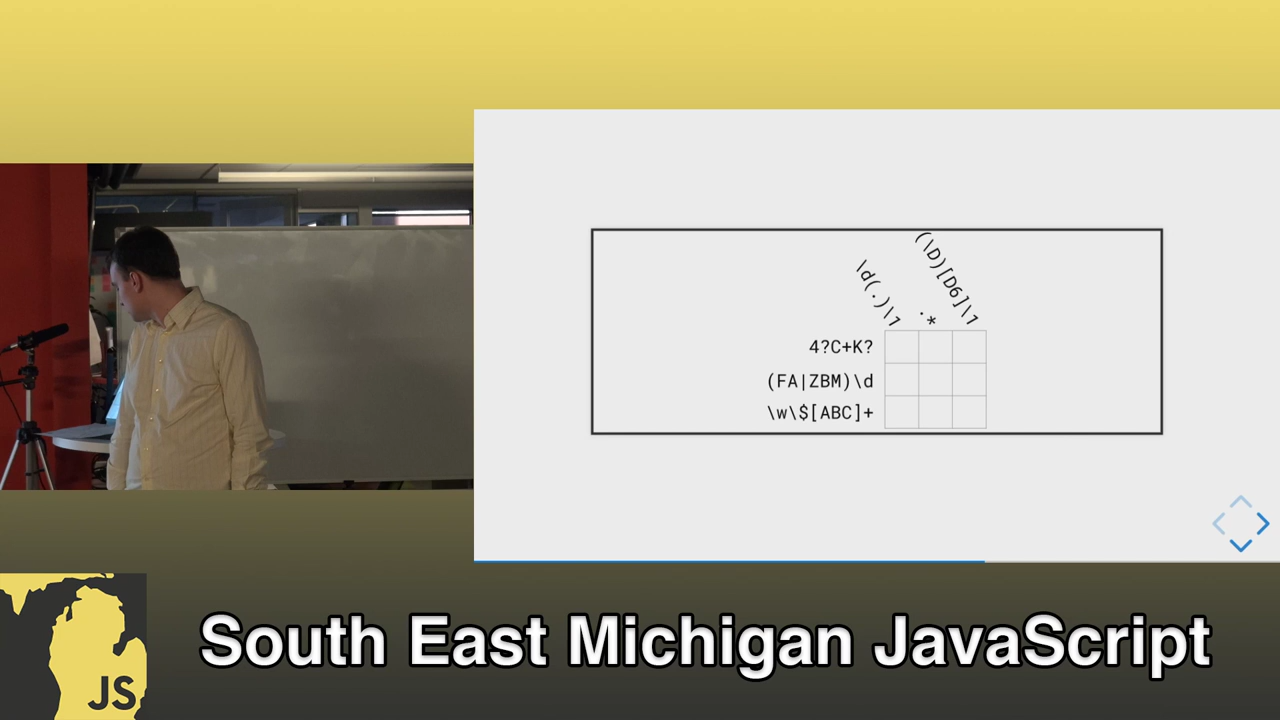 \d(.)\1
.*
(\D)[D6]\1
4?C+K?
(FA|ZBM)\d
\w\$[ABC]+
JS
South East Michigan JavaScript